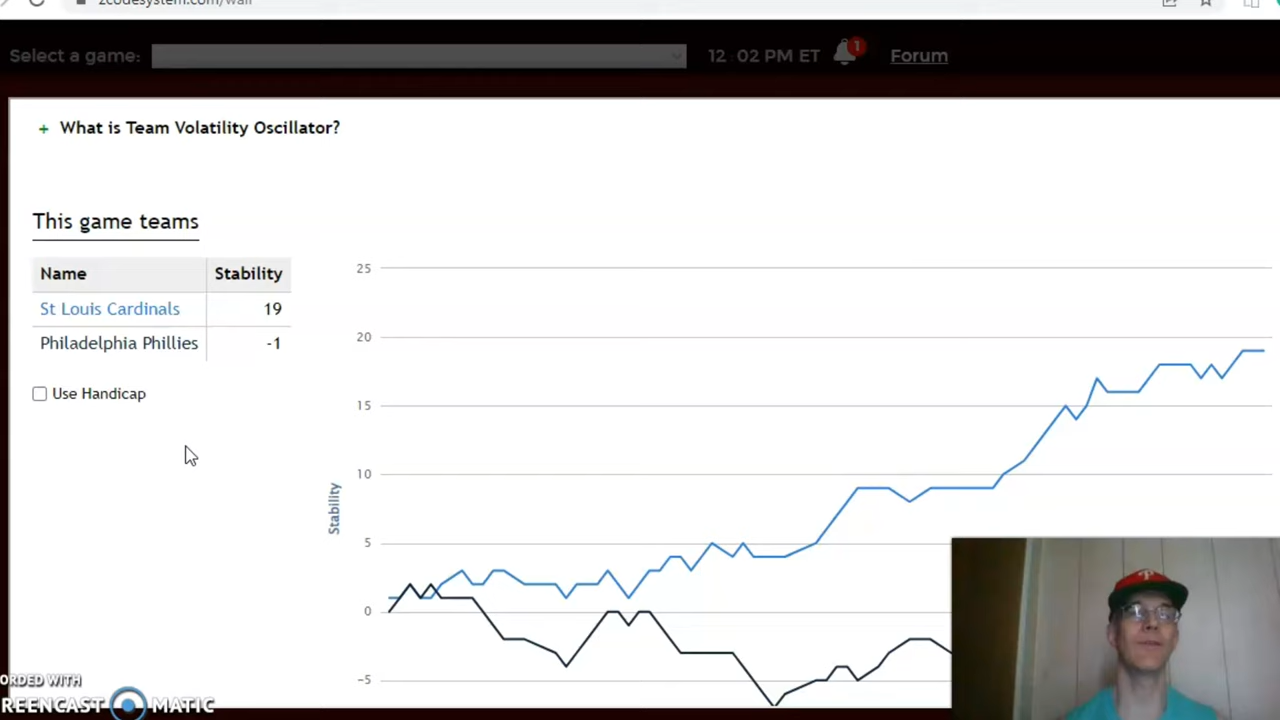 zcodesystem.com/wall
Select a game:
12 02 PM ET
1
Forum
+ What is Team Volatility Oscillator?
This game teams
Name Stability
St Louis Cardinals 19
Philadelphia Phillies -1
Use Handicap
25
20
15
10
5
0
-5
Stability
ORDED WITH
REENCAST MATIC